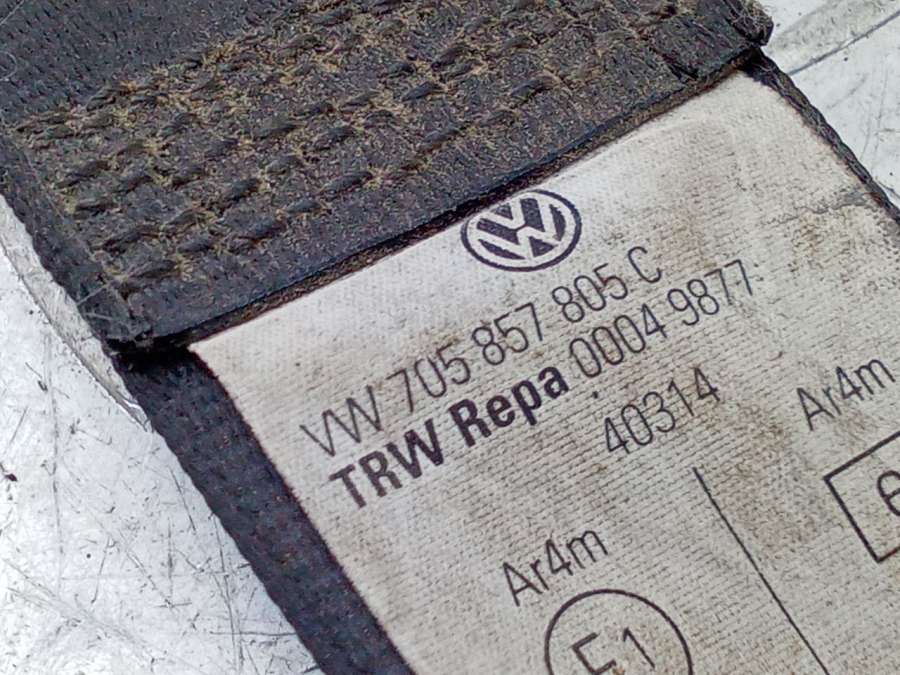 VW 705 857 805 C
TRW Repa 0004 9877
40314
Ar4m
Ar4m
E1
e